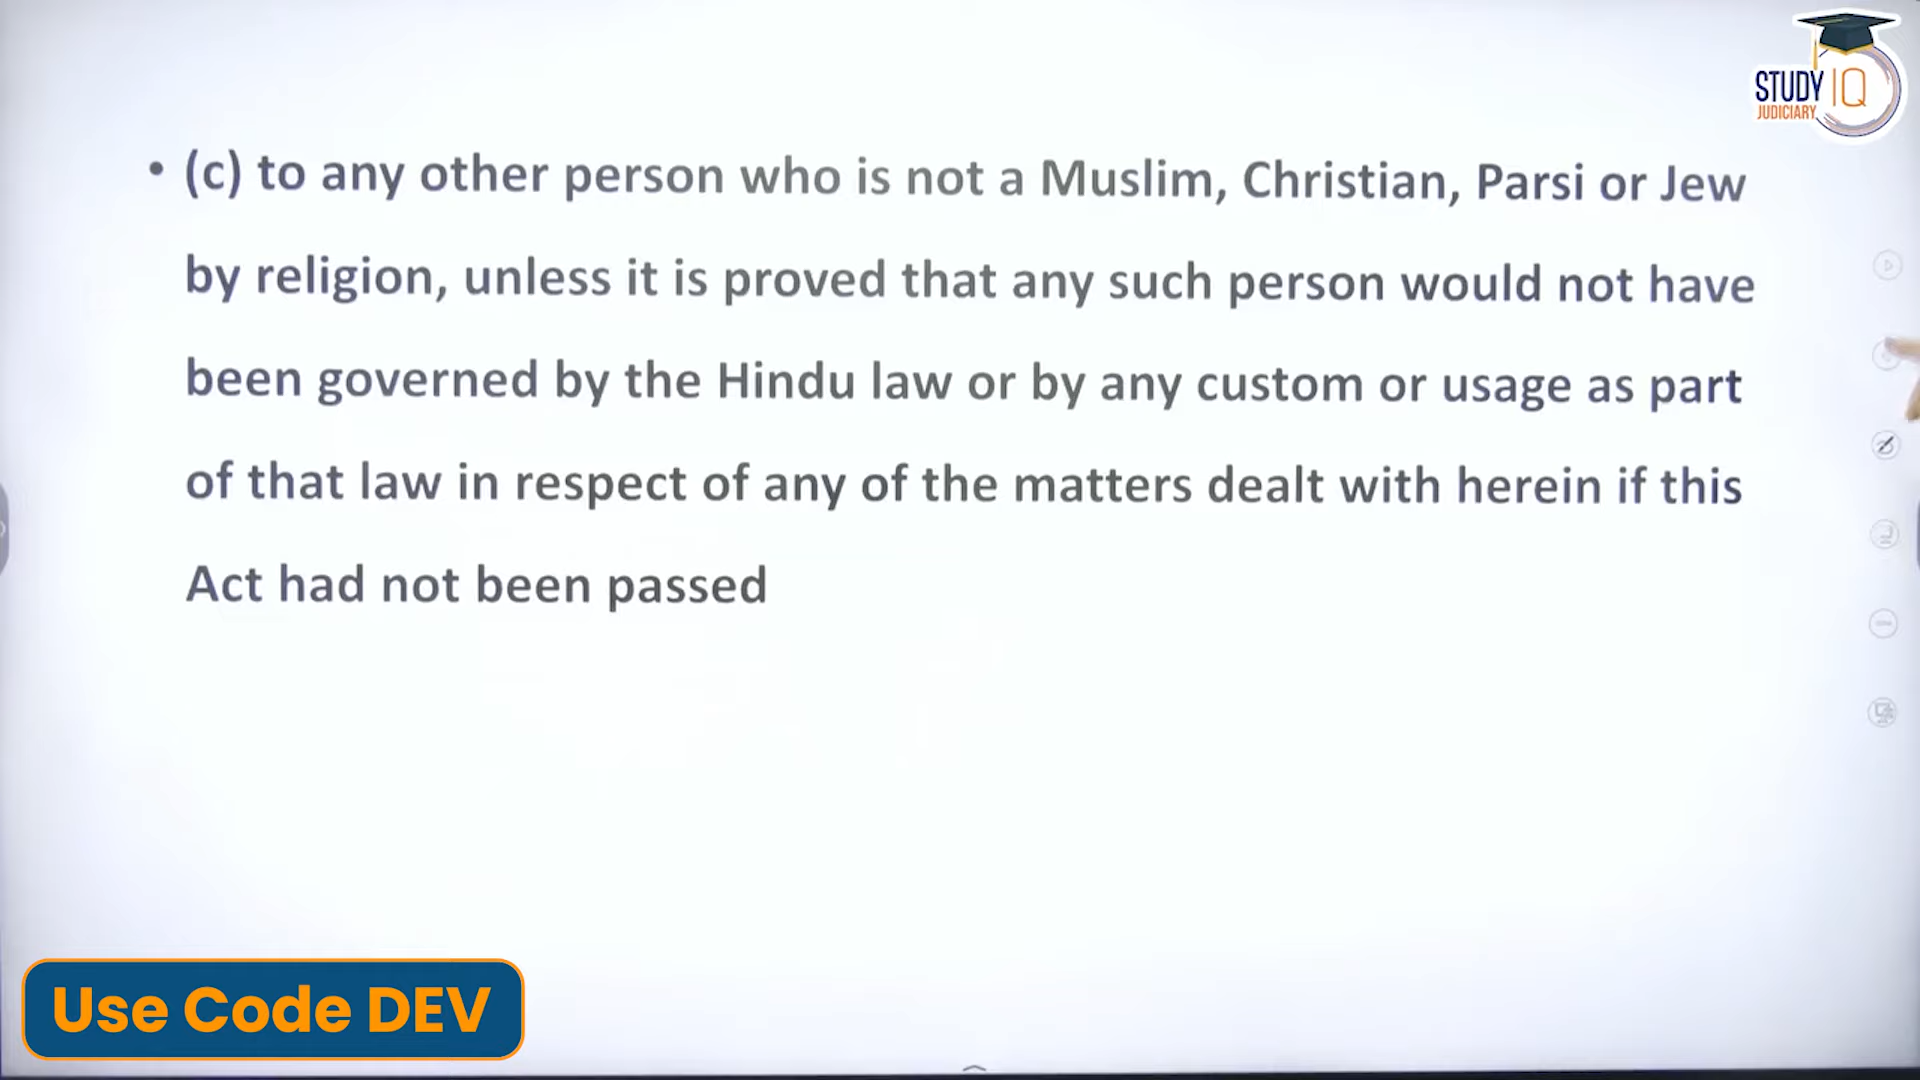 STUDY IQ
JUDICIARY
• (c) to any other person who is not a Muslim, Christian, Parsi or Jew
by religion, unless it is proved that any such person would not have
been governed by the Hindu law or by any custom or usage as part
of that law in respect of any of the matters dealt with herein if this
Act had not been passed
Use Code DEV